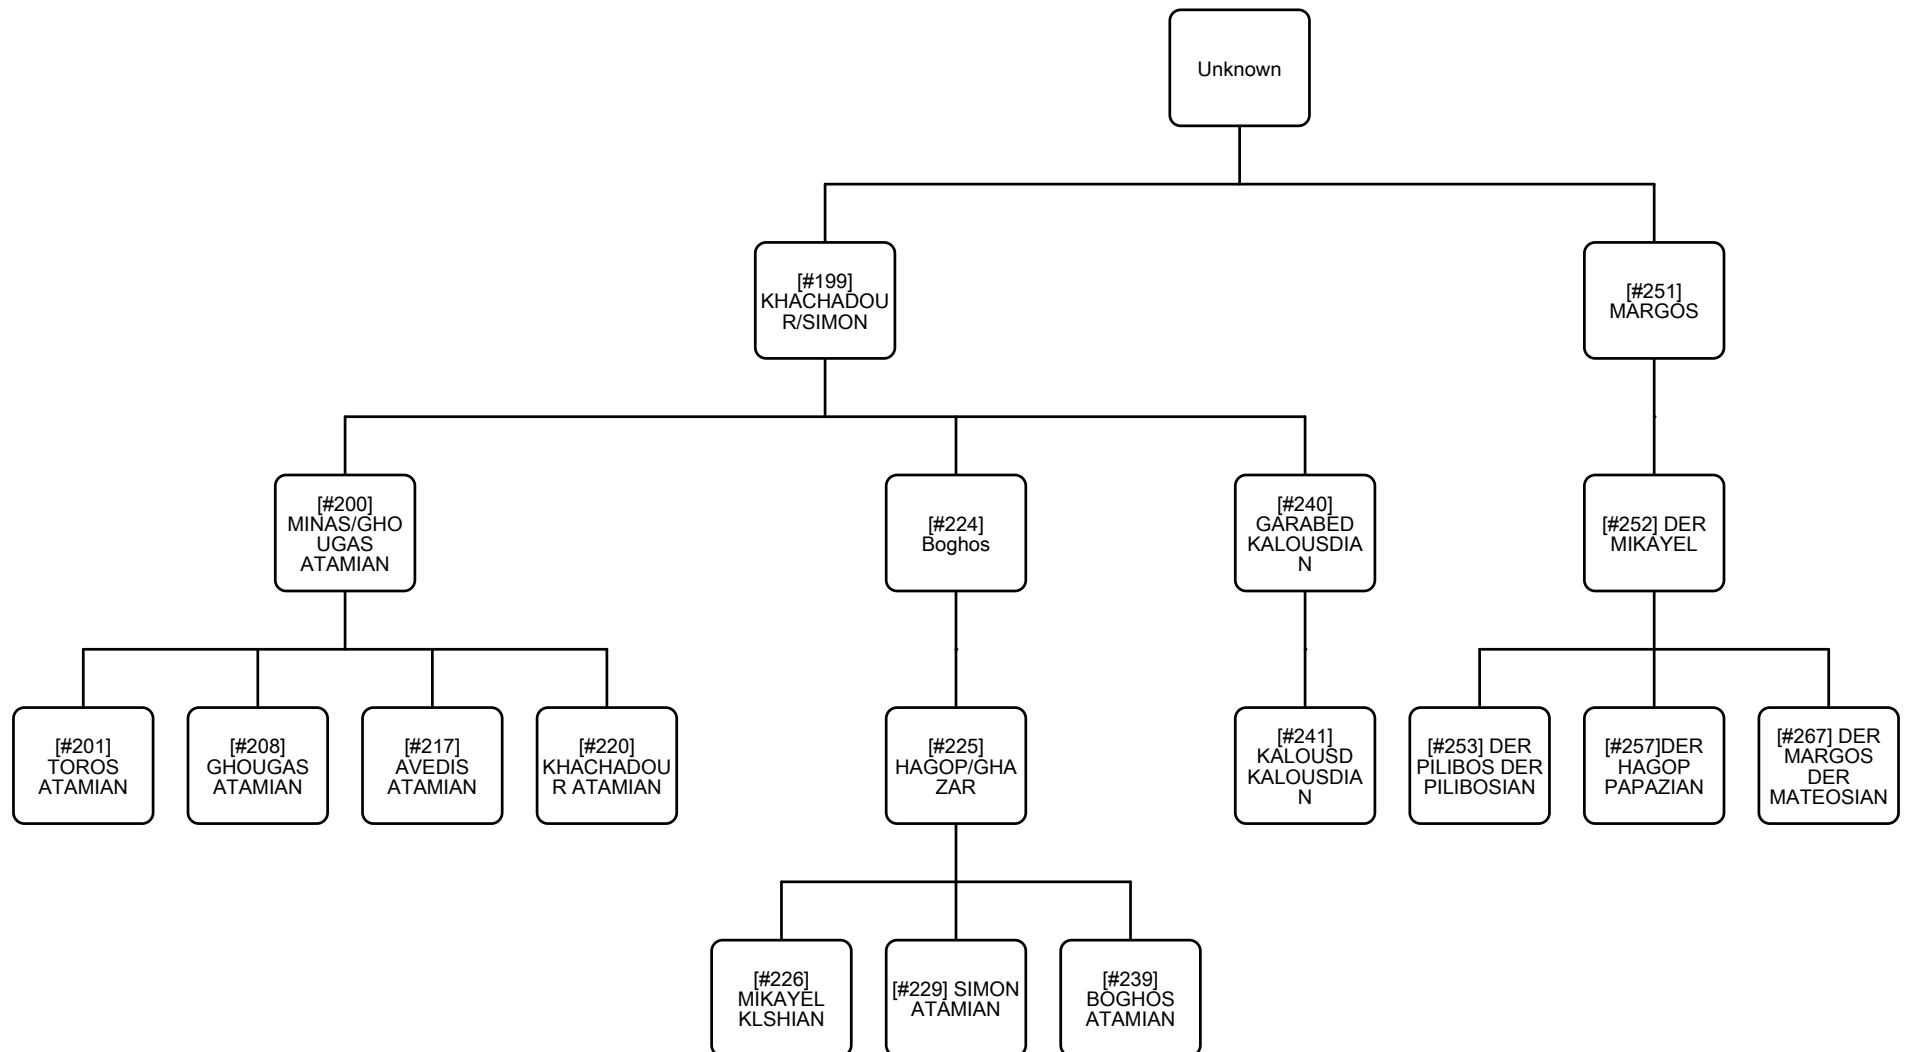 Unknown
[#199]
KHACHADOU
R/SIMON
[#251]
MARGOS
[#200]
MINAS/GHO
UGAS
ATAMIAN
[#224]
Boghos
[#240]
GARABED
KALOUSDIA
N
[#252] DER
MIKAYEL
[#201]
TOROS
ATAMIAN
[#208]
GHOUGAS
ATAMIAN
[#217]
AVEDIS
ATAMIAN
[#220]
KHACHADOU
R ATAMIAN
[#225]
HAGOP/GHA
ZAR
[#241]
KALOUSD
KALOUSDIA
N
[#253] DER
PILIBOS DER
PILIBOSIAN
[#257]DER
HAGOP
PAPAZIAN
[#267] DER
MARGOS
DER
MATEOSIAN
[#226]
MIKAYEL
KLSHIAN
[#229] SIMON
ATAMIAN
[#239]
BOGHOS
ATAMIAN